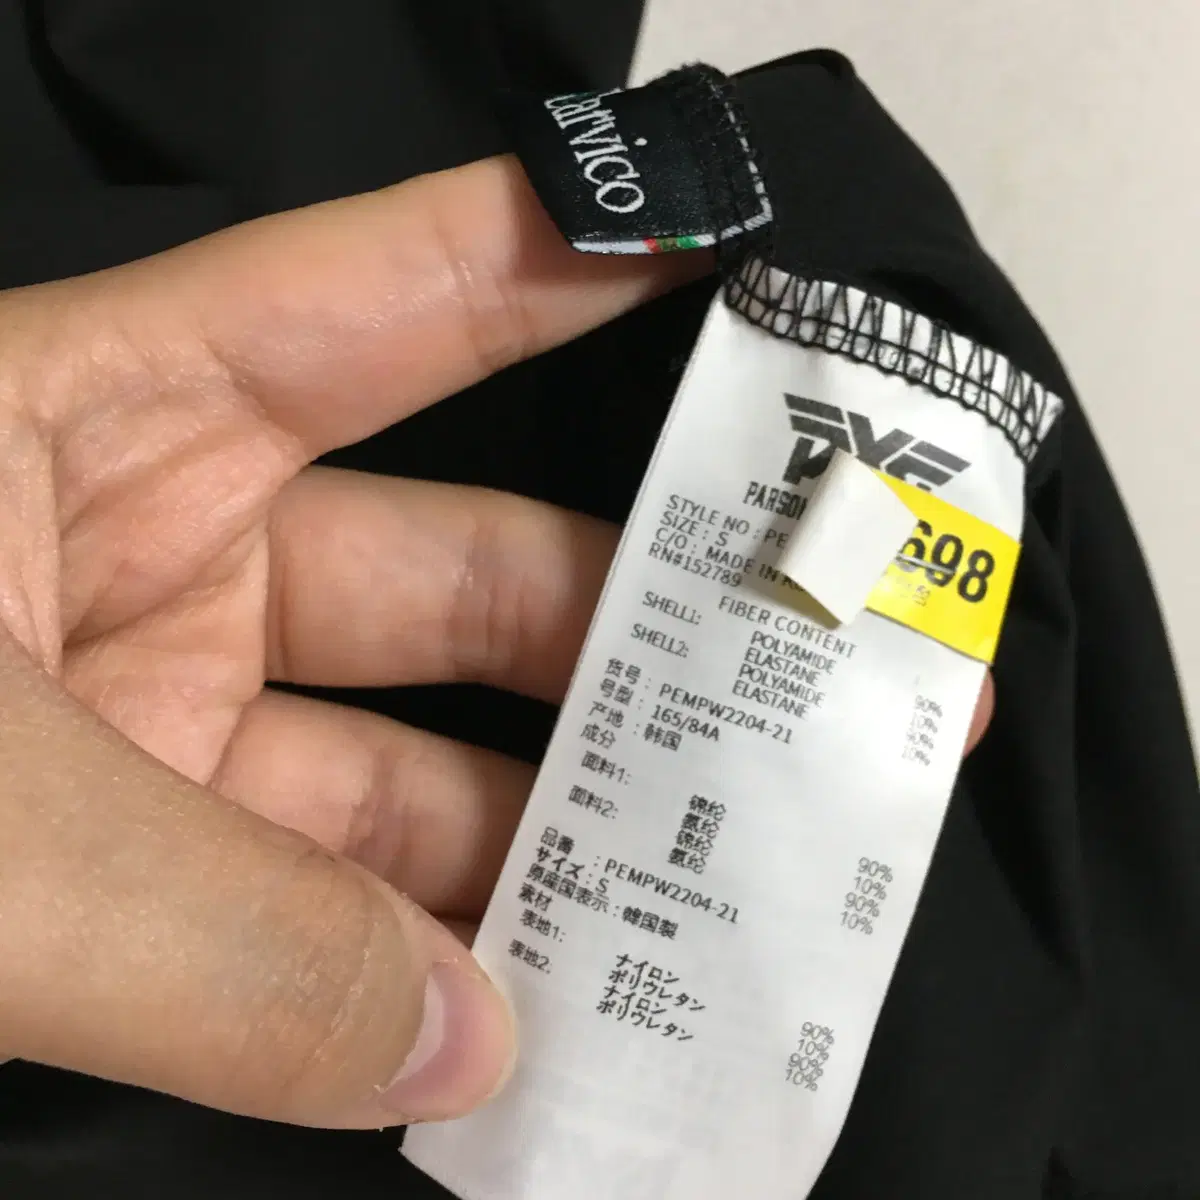 Carvico
PXG
PARSON
698
STYLE NO : PE
SIZE : S
C/O : MADE IN KO
RN#152789
FIBER CONTENT
SHELL1:
POLYAMIDE 90%
ELASTANE 10%
SHELL2:
POLYAMIDE 90%
ELASTANE 10%
货号 : PEMPW2204-21
号型 : 165/84A
产地 : 韩国
成分
面料1:
锦纶 90%
氨纶 10%
面料2:
锦纶 90%
氨纶 10%
品番 : PEMPW2204-21
サイズ : S
原産国表示 : 韓国製
素材
表地1:
ナイロン 90%
ポリウレタン 10%
表地2:
ナイロン 90%
ポリウレタン 10%